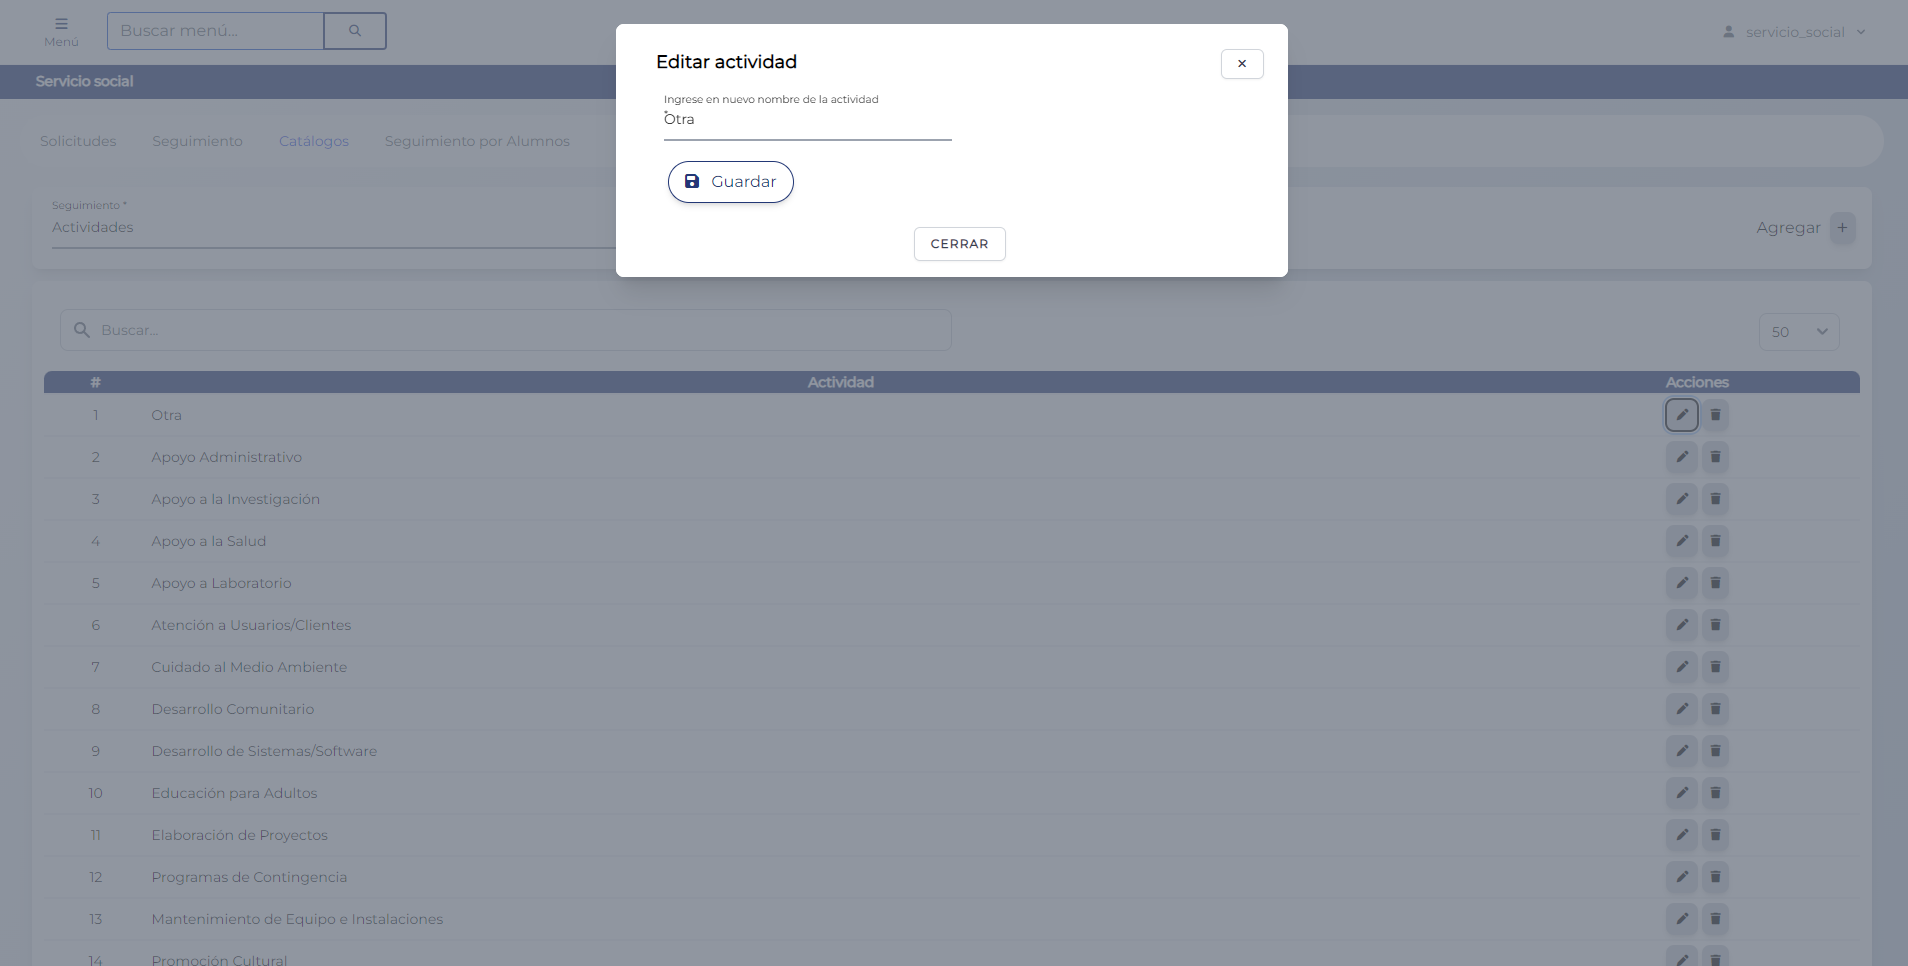 Menú
Buscar menú...
servicio_social
Servicio social
Solicitudes
Seguimiento
Catálogos
Seguimiento por Alumnos
Editar actividad
×
Ingrese en nuevo nombre de la actividad
*
Otra
Guardar
CERRAR
Seguimiento *
Actividades
Agregar +
Buscar...
50
# Actividad Acciones
1 Otra
2 Apoyo Administrativo
3 Apoyo a la Investigación
4 Apoyo a la Salud
5 Apoyo a Laboratorio
6 Atención a Usuarios/Clientes
7 Cuidado al Medio Ambiente
8 Desarrollo Comunitario
9 Desarrollo de Sistemas/Software
10 Educación para Adultos
11 Elaboración de Proyectos
12 Programas de Contingencia
13 Mantenimiento de Equipo e Instalaciones
14 Promoción Cultural